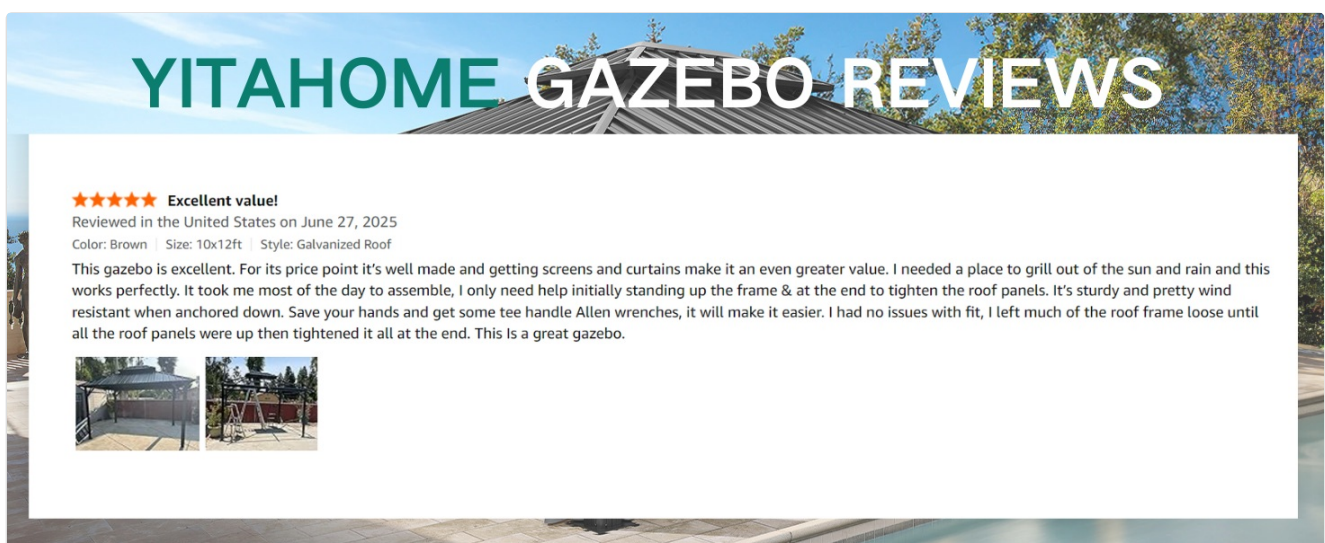 YITAHOME GAZEBO REVIEWS
Excellent value!
Reviewed in the United States on June 27, 2025
Color: Brown | Size: 10x12ft | Style: Galvanized Roof
This gazebo is excellent. For its price point it's well made and getting screens and curtains make it an even greater value. I needed a place to grill out of the sun and rain and this
works perfectly. It took me most of the day to assemble, I only need help initially standing up the frame & at the end to tighten the roof panels. It's sturdy and pretty wind
resistant when anchored down. Save your hands and get some tee handle Allen wrenches, it will make it easier. I had no issues with fit, I left much of the roof frame loose until
all the roof panels were up then tightened it all at the end. This Is a great gazebo.